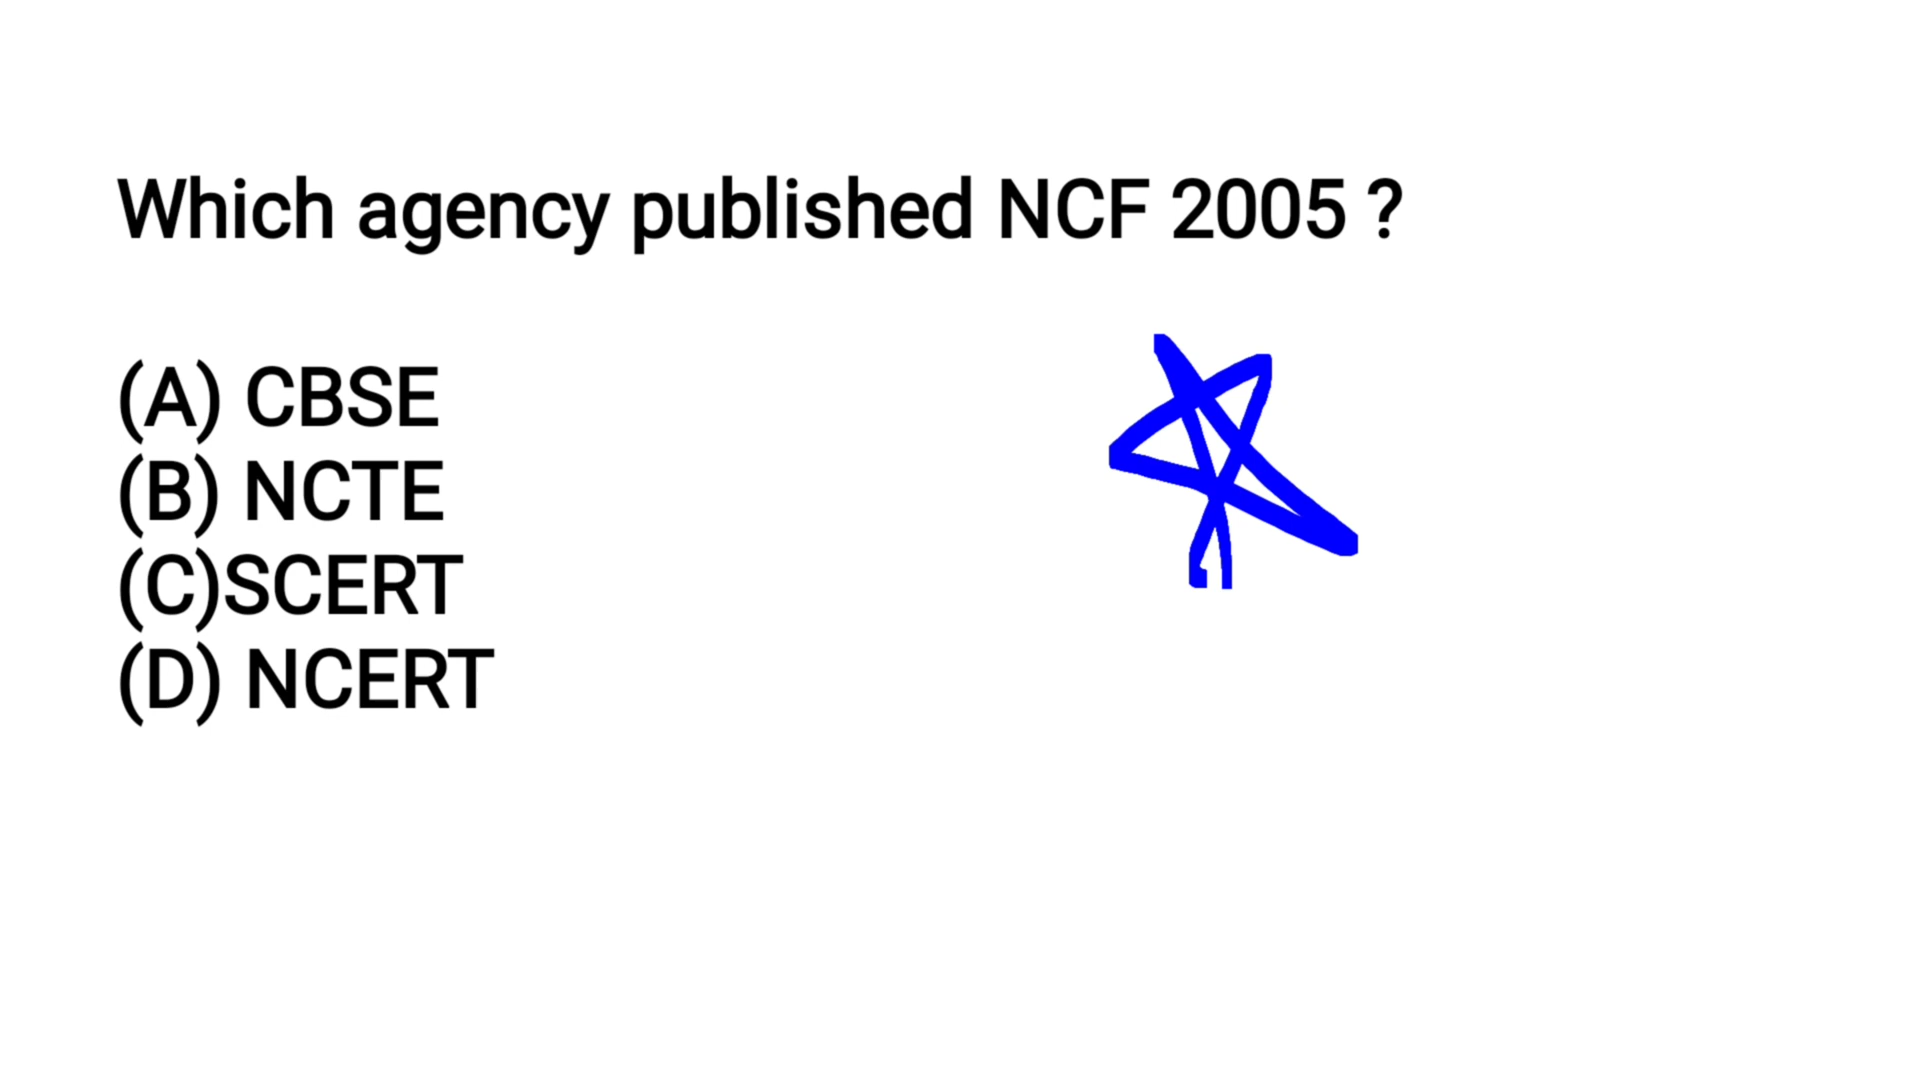 Which agency published NCF 2005 ?
(A) CBSE
(B) NCTE
(C)SCERT
(D) NCERT